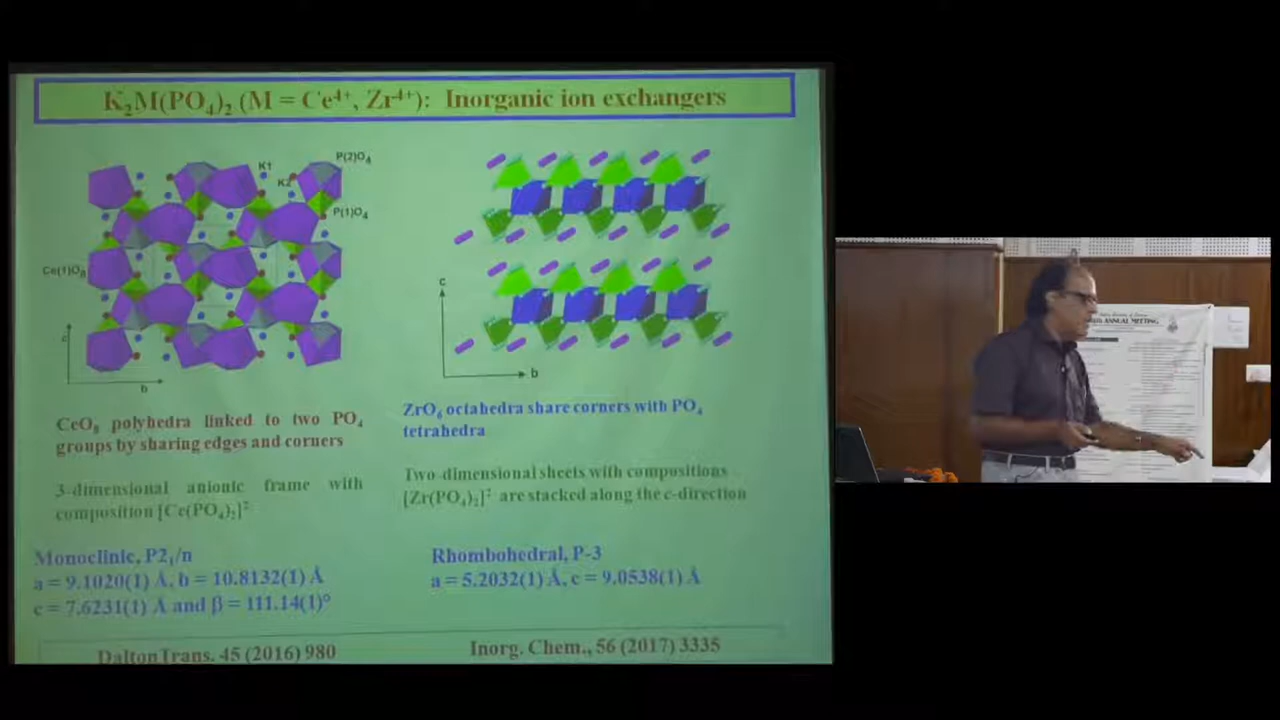 K₂M(PO₄)₂ (M = Ce⁴⁺, Zr⁴⁺): Inorganic ion exchangers
P(2)O₄
K1
K2
P(1)O₄
Ce(1)O₈
c
b
c
b
CeO₈ polyhedra linked to two PO₄
groups by sharing edges and corners
3-dimensional anionic frame with
composition [Ce(PO₄)₂]²⁻
Monoclinic, P2₁/n
a = 9.1020(1) Å, b = 10.8132(1) Å
c = 7.6231(1) Å and β = 111.14(1)°
Dalton Trans. 45 (2016) 980
ZrO₆ octahedra share corners with PO₄
tetrahedra
Two-dimensional sheets with compositions
[Zr(PO₄)₂]²⁻ are stacked along the c-direction
Rhombohedral, P-3
a = 5.2032(1) Å, c = 9.0538(1) Å
Inorg. Chem., 56 (2017) 3335
ANNUAL MEETING